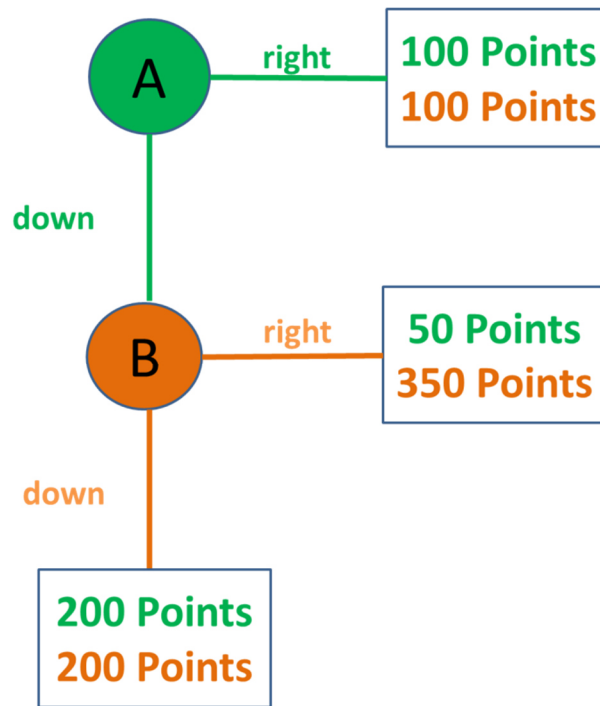 A
right
100 Points
100 Points
down
B
right
50 Points
350 Points
down
200 Points
200 Points